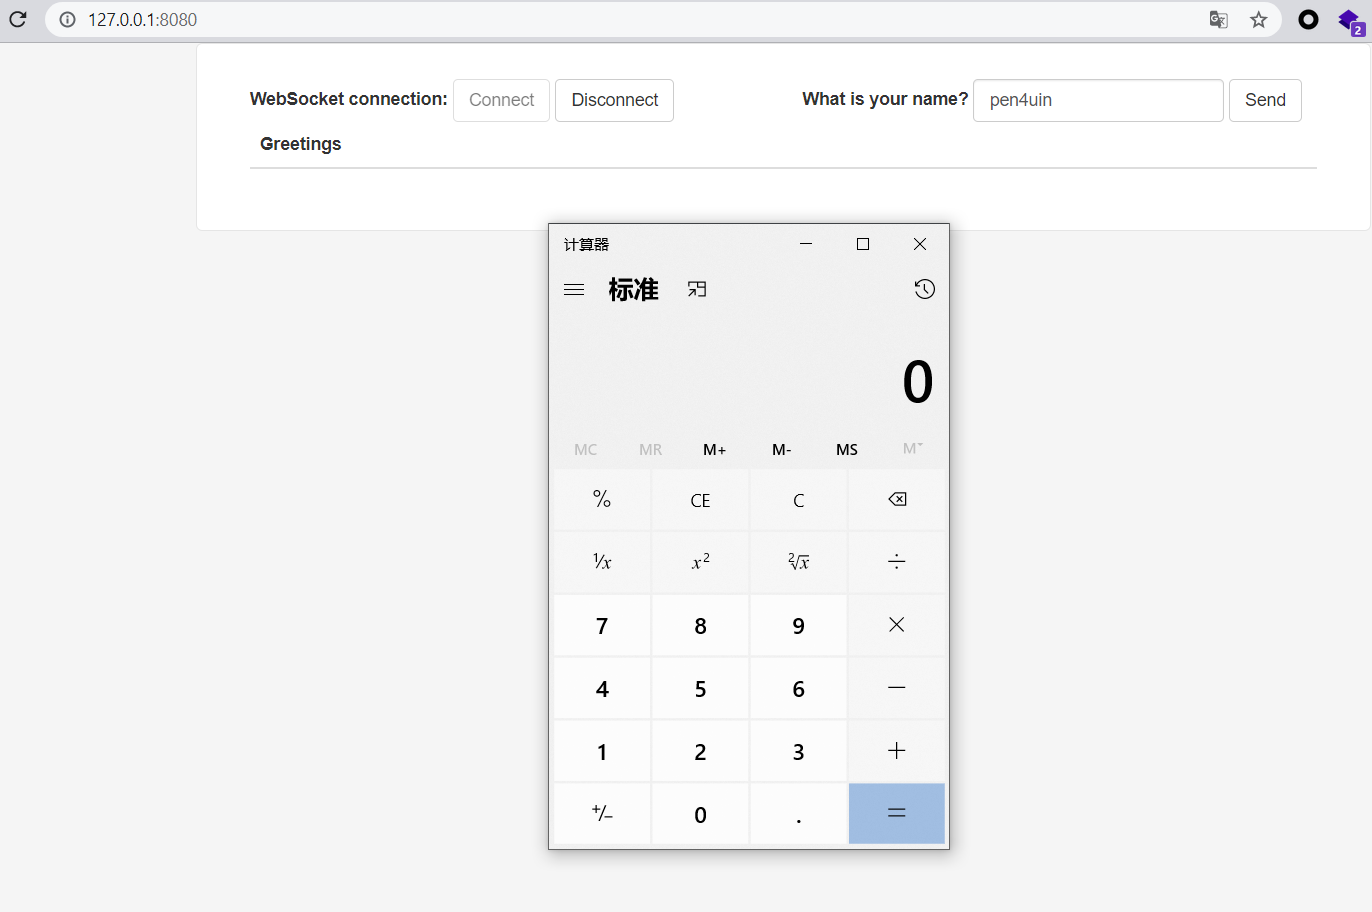 127.0.0.1:8080
2
WebSocket connection: Connect Disconnect What is your name? pen4uin Send
Greetings
计算器
标准
0
MC MR M+ M- MS M˅
% CE C
¹/x x² ²√x ÷
7 8 9 ×
4 5 6 −
1 2 3 +
+/− 0 . =